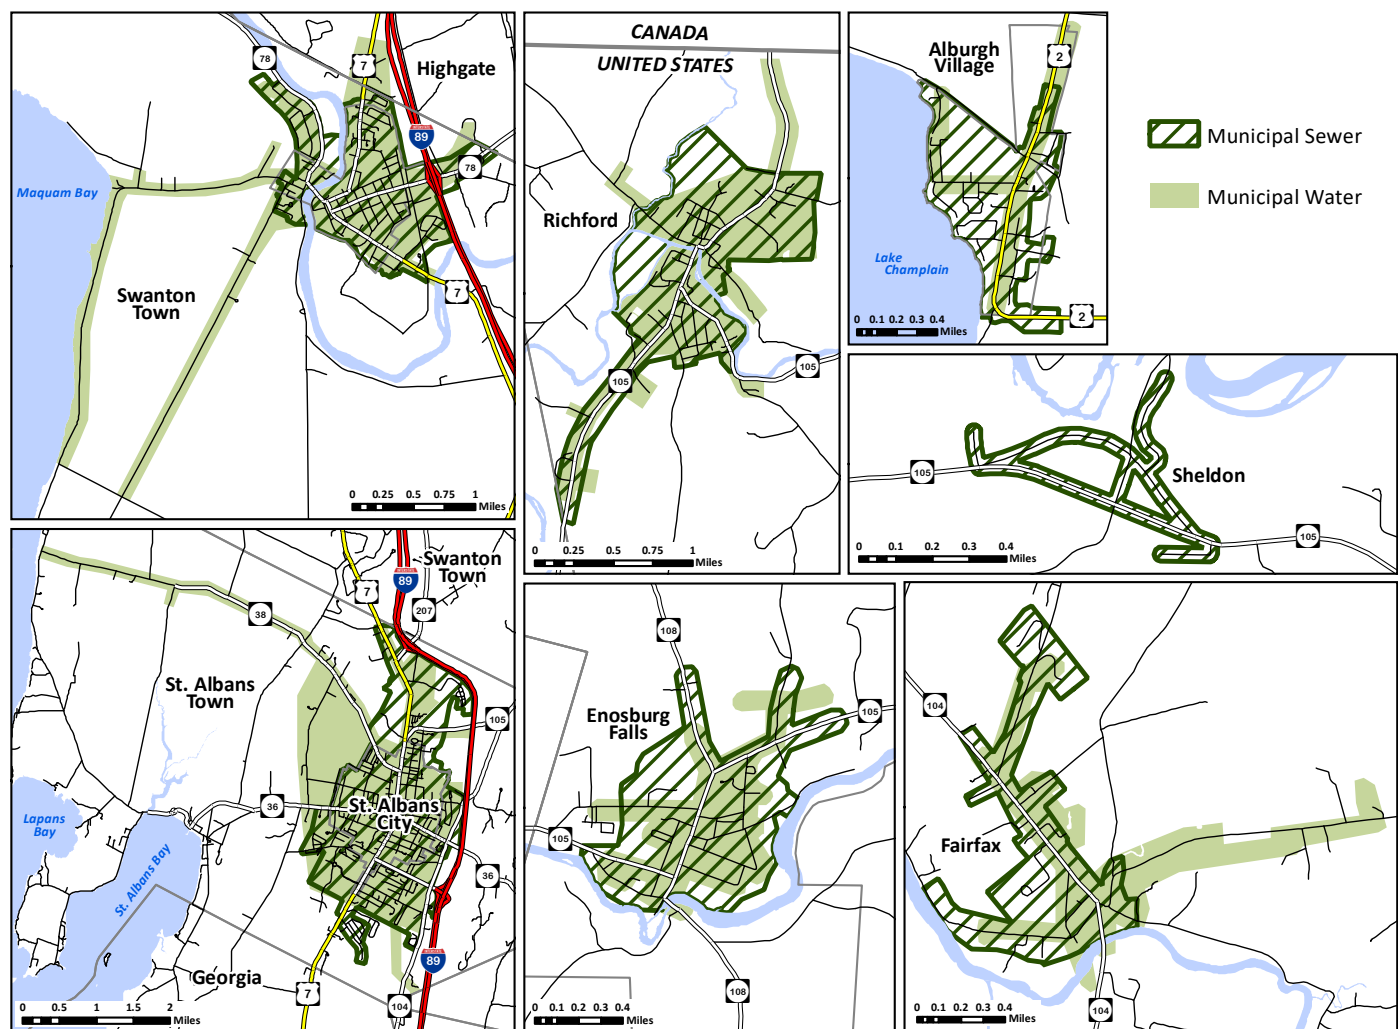 78
7
Highgate
INTERSTATE
89
78
Maquam Bay
Swanton
Town
7
0 0.25 0.5 0.75 1
Miles
CANADA
UNITED STATES
Richford
105
105
0 0.25 0.5 0.75 1
Miles
Alburgh
Village
2
Lake
Champlain
2
0 0.1 0.2 0.3 0.4
Miles
Municipal Sewer
Municipal Water
105
Sheldon
105
0 0.1 0.2 0.3 0.4
Miles
Swanton
Town
89
7
207
38
St. Albans
Town
105
36
St. Albans
City
Lapans
Bay
St. Albans Bay
36
Georgia
89
7
104
0 0.5 1 1.5 2
Miles
108
Enosburg
Falls
105
105
108
0 0.1 0.2 0.3 0.4
Miles
104
Fairfax
104
0 0.1 0.2 0.3 0.4
Miles